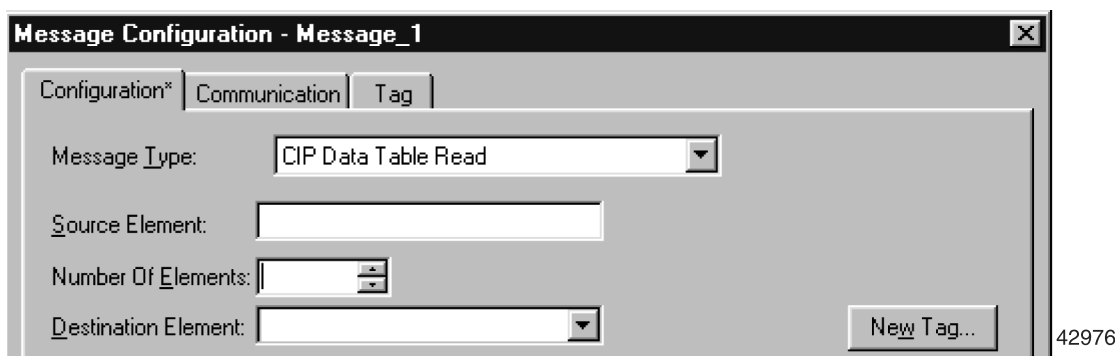 Message Configuration - Message_1
Configuration* Communication Tag
Message Type: CIP Data Table Read
Source Element:
Number Of Elements:
Destination Element: New Tag...
42976